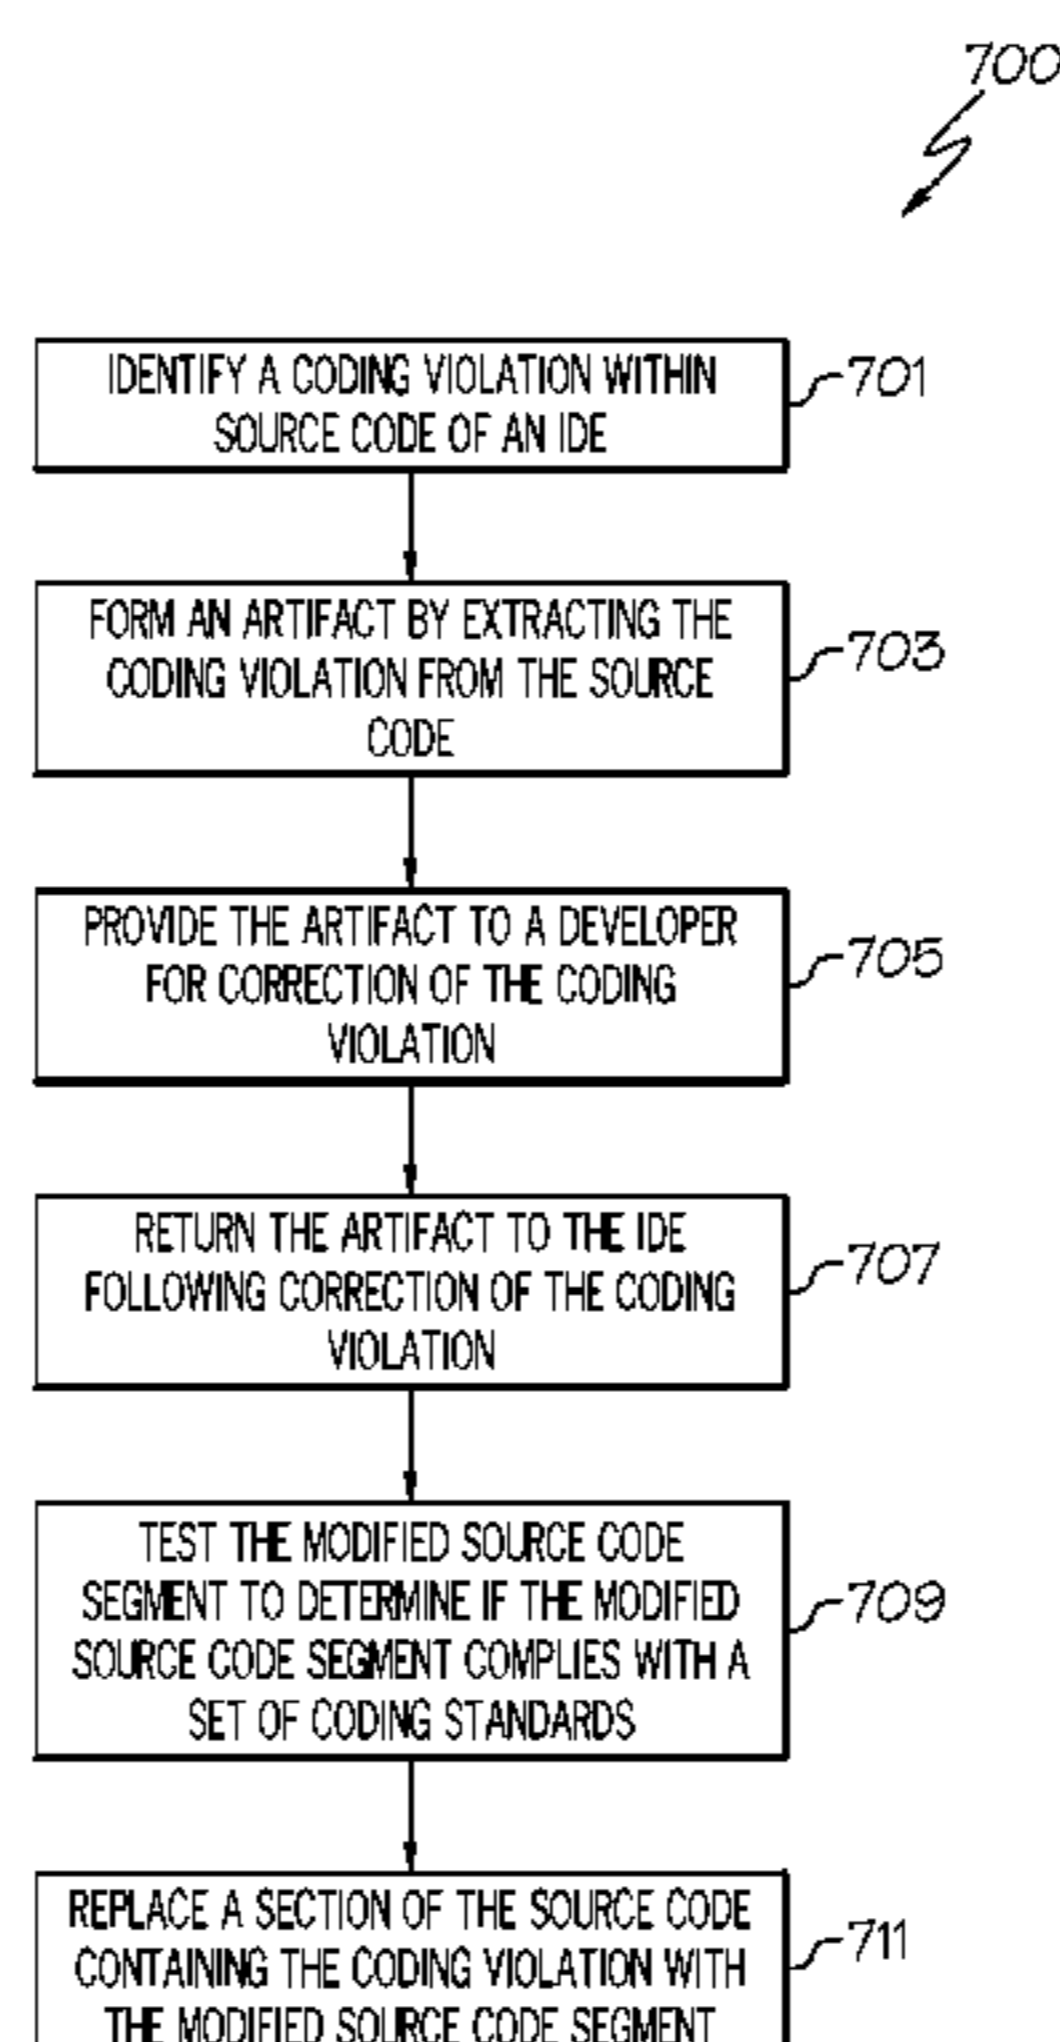 700
IDENTIFY A CODING VIOLATION WITHIN
SOURCE CODE OF AN IDE
701
FORM AN ARTIFACT BY EXTRACTING THE
CODING VIOLATION FROM THE SOURCE
CODE
703
PROVIDE THE ARTIFACT TO A DEVELOPER
FOR CORRECTION OF THE CODING
VIOLATION
705
RETURN THE ARTIFACT TO THE IDE
FOLLOWING CORRECTION OF THE CODING
VIOLATION
707
TEST THE MODIFIED SOURCE CODE
SEGMENT TO DETERMINE IF THE MODIFIED
SOURCE CODE SEGMENT COMPLIES WITH A
SET OF CODING STANDARDS
709
REPLACE A SECTION OF THE SOURCE CODE
CONTAINING THE CODING VIOLATION WITH
THE MODIFIED SOURCE CODE SEGMENT
711